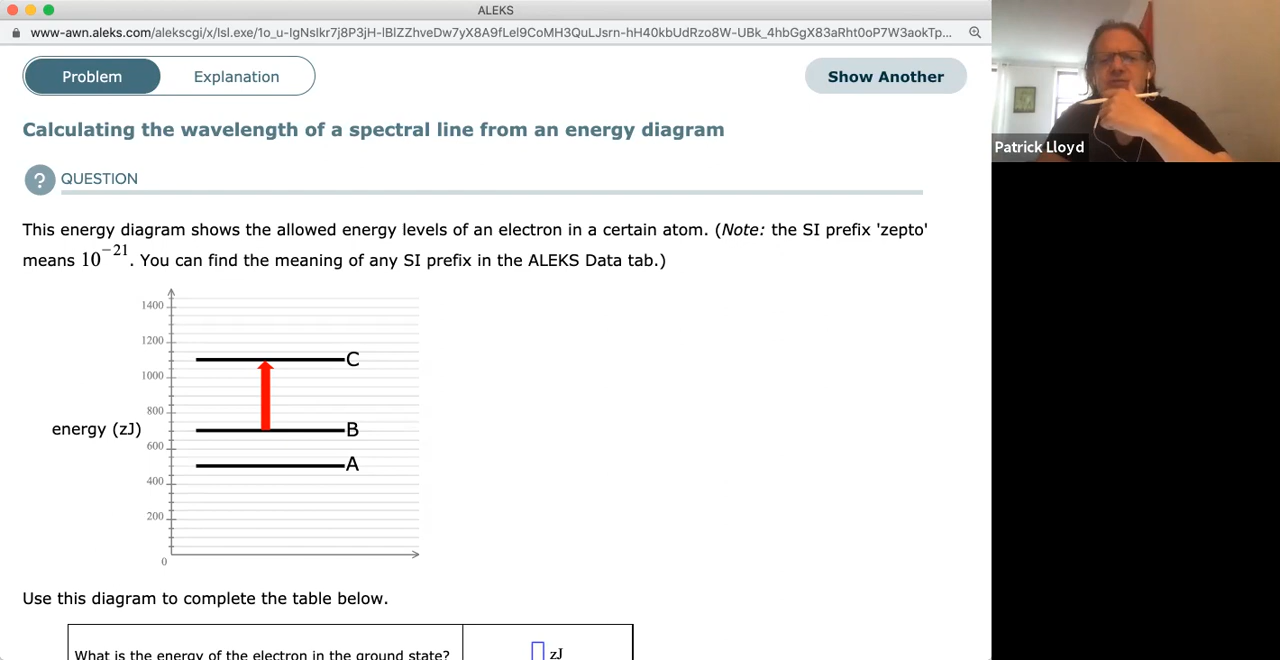 ALEKS
www-awn.aleks.com/alekscgi/x/Isl.exe/1o_u-IgNsIkr7j8P3jH-IBIZZhveDw7yX8A9fLeI9CoMH3QuLJsrn-hH40kbUdRzo8W-UBk_4hbGgX83aRht0oP7W3aokTp...
Problem
Explanation
Show Another
Calculating the wavelength of a spectral line from an energy diagram
? QUESTION
This energy diagram shows the allowed energy levels of an electron in a certain atom. (Note: the SI prefix 'zepto'
means 10⁻²¹. You can find the meaning of any SI prefix in the ALEKS Data tab.)
1400
1200
C
1000
800
energy (zJ)
B
600
A
400
200
0
Use this diagram to complete the table below.
What is the energy of the electron in the ground state?
zJ
Patrick Lloyd